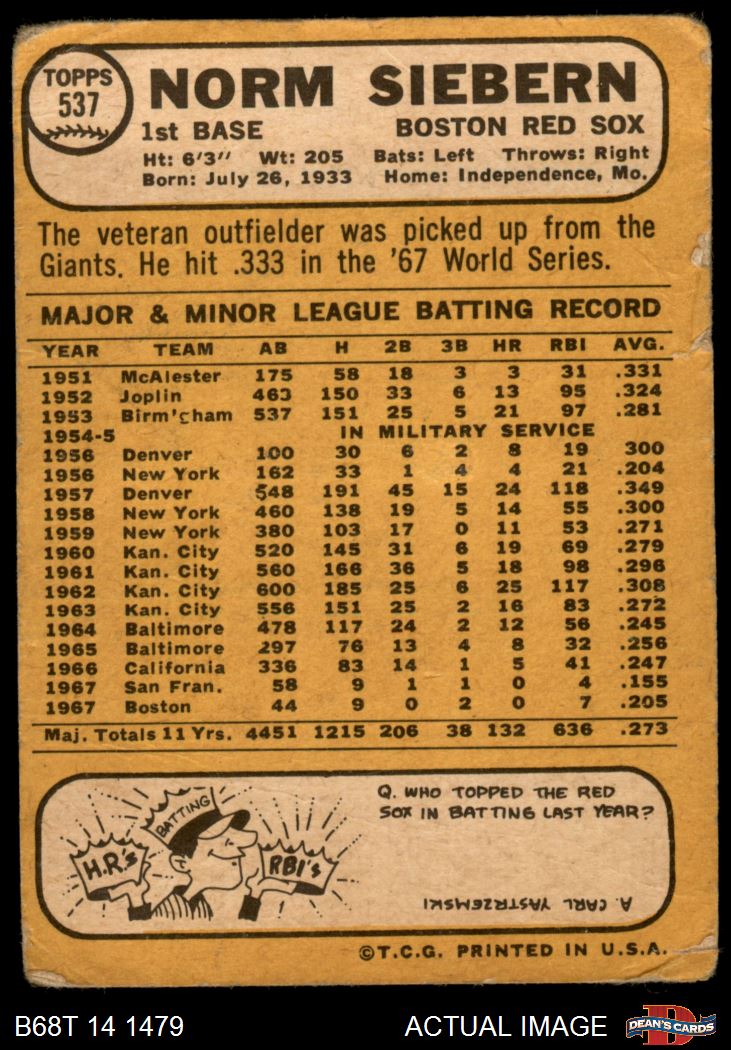 TOPPS
537
NORM SIEBERN
1st BASE BOSTON RED SOX
Ht: 6'3" Wt: 205 Bats: Left Throws: Right
Born: July 26, 1933 Home: Independence, Mo.
The veteran outfielder was picked up from the
Giants. He hit .333 in the '67 World Series.
MAJOR & MINOR LEAGUE BATTING RECORD
YEAR TEAM AB H 2B 3B HR RBI AVG.
1951 McAlester 175 58 18 3 3 31 .331
1952 Joplin 463 150 33 6 13 95 .324
1953 Birm'gham 537 151 25 5 21 97 .281
1954-5 IN MILITARY SERVICE
1956 Denver 100 30 6 2 8 19 300
1956 New York 162 33 1 4 4 21 .204
1957 Denver 548 191 45 15 24 118 .349
1958 New York 460 138 19 5 14 55 .300
1959 New York 380 103 17 0 11 53 .271
1960 Kan. City 520 145 31 6 19 69 .279
1961 Kan. City 560 166 36 5 18 98 .296
1962 Kan. City 600 185 25 6 25 117 .308
1963 Kan. City 556 151 25 2 16 83 .272
1964 Baltimore 478 117 24 2 12 56 .245
1965 Baltimore 297 76 13 4 8 32 .256
1966 California 336 83 14 1 5 41 .247
1967 San Fran. 58 9 1 1 0 4 .155
1967 Boston 44 9 0 2 0 7 .205
Maj. Totals 11 Yrs. 4451 1215 206 38 132 636 .273
BATTING
H.R.'s
RBI's
Q. WHO TOPPED THE RED
SOX IN BATTING LAST YEAR?
A. CARL YASTRZEMSKI
©T.C.G. PRINTED IN U.S.A.
B68T 14 1479 ACTUAL IMAGE
D
DEAN'S CARDS